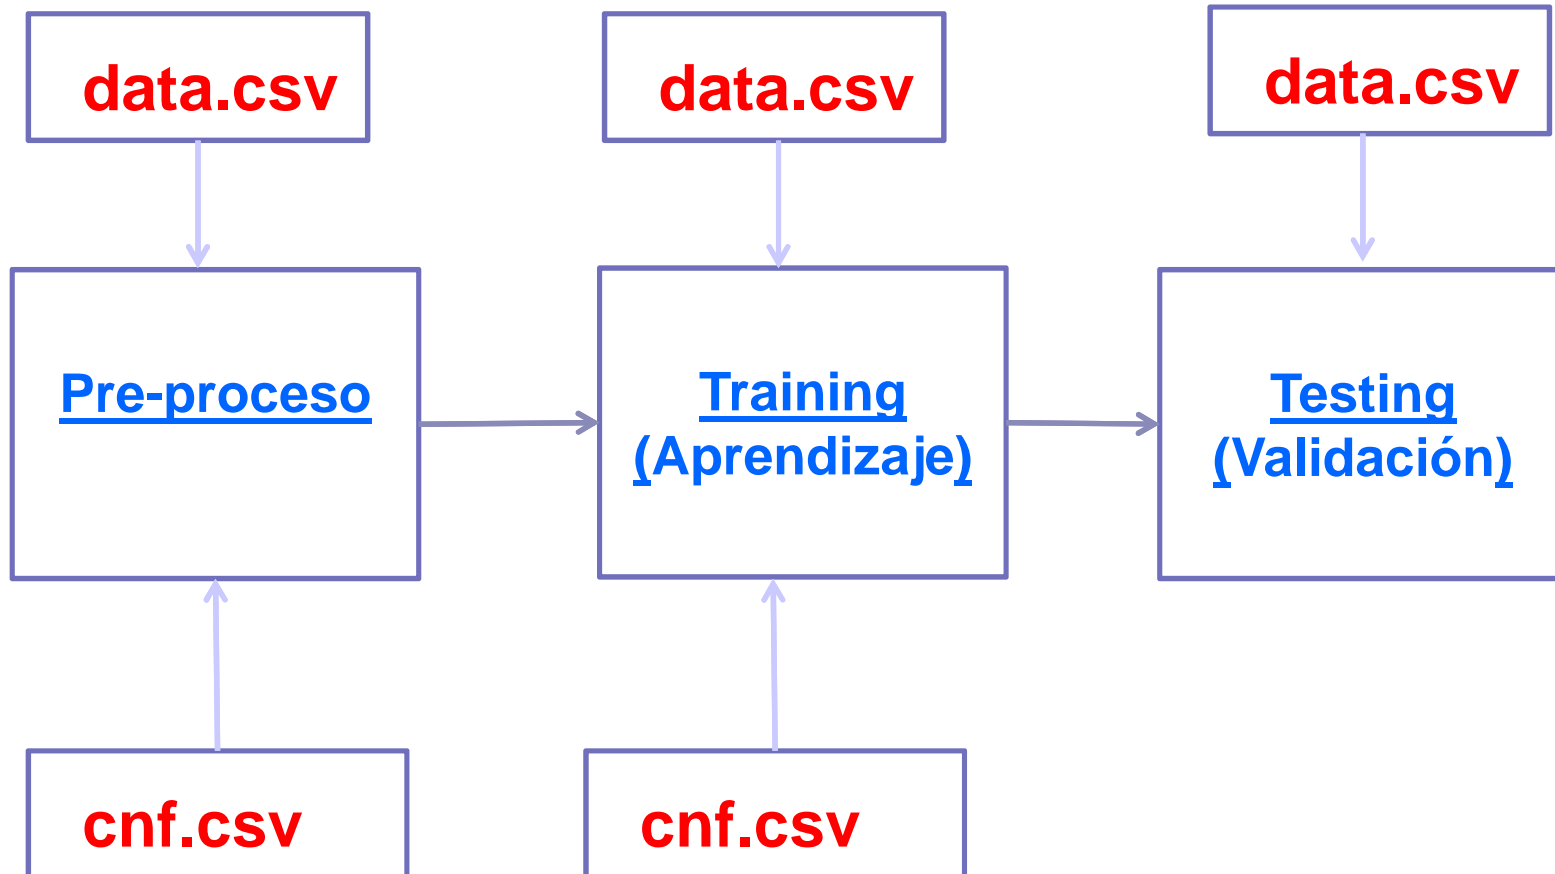 data.csv
data.csv
data.csv
Pre-proceso
Training
(Aprendizaje)
Testing
(Validación)
cnf.csv
cnf.csv